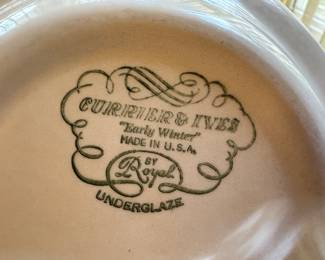 CURRIER & IVES
"Early Winter"
MADE IN U.S.A.
BY
Royal
UNDERGLAZE